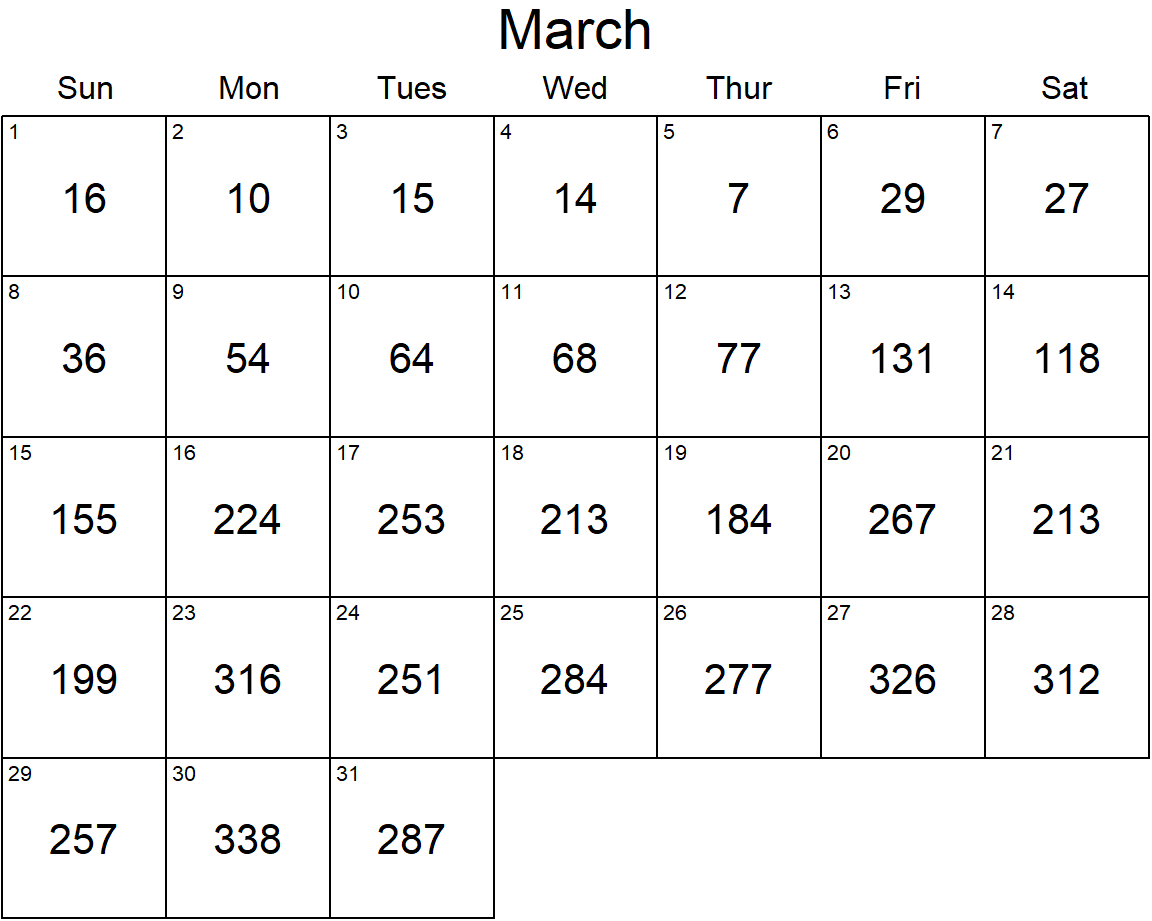 March
Sun Mon Tues Wed Thur Fri Sat
1 2 3 4 5 6 7
16 10 15 14 7 29 27
8 9 10 11 12 13 14
36 54 64 68 77 131 118
15 16 17 18 19 20 21
155 224 253 213 184 267 213
22 23 24 25 26 27 28
199 316 251 284 277 326 312
29 30 31
257 338 287